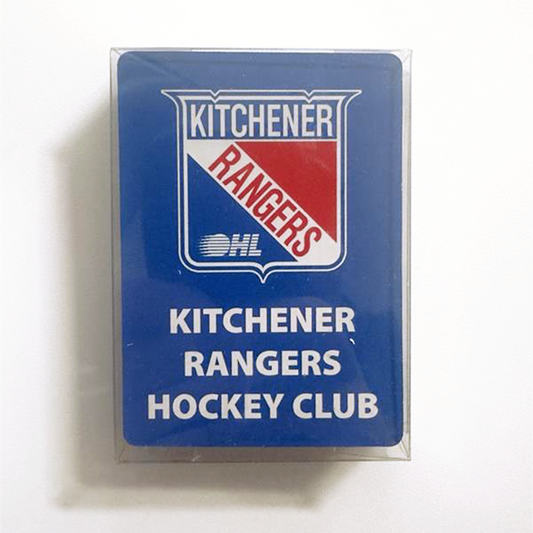 KITCHENER
RANGERS
OHL
KITCHENER
RANGERS
HOCKEY CLUB